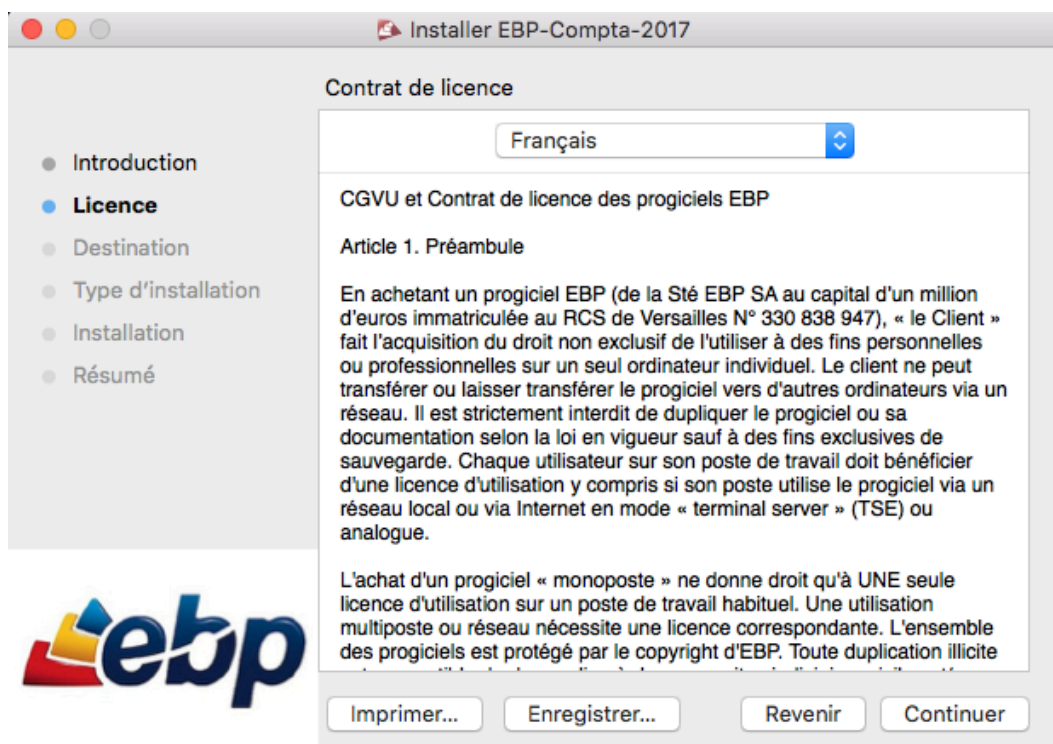 Installer EBP-Compta-2017
Contrat de licence
Introduction
Licence
Destination
Type d'installation
Installation
Résumé
Français
CGVU et Contrat de licence des progiciels EBP
Article 1. Préambule
En achetant un progiciel EBP (de la Sté EBP SA au capital d'un million
d'euros immatriculée au RCS de Versailles N° 330 838 947), « le Client »
fait l'acquisition du droit non exclusif de l'utiliser à des fins personnelles
ou professionnelles sur un seul ordinateur individuel. Le client ne peut
transférer ou laisser transférer le progiciel vers d'autres ordinateurs via un
réseau. Il est strictement interdit de dupliquer le progiciel ou sa
documentation selon la loi en vigueur sauf à des fins exclusives de
sauvegarde. Chaque utilisateur sur son poste de travail doit bénéficier
d'une licence d'utilisation y compris si son poste utilise le progiciel via un
réseau local ou via Internet en mode « terminal server » (TSE) ou
analogue.
L'achat d'un progiciel « monoposte » ne donne droit qu'à UNE seule
licence d'utilisation sur un poste de travail habituel. Une utilisation
multiposte ou réseau nécessite une licence correspondante. L'ensemble
des progiciels est protégé par le copyright d'EBP. Toute duplication illicite
ebp
Imprimer...
Enregistrer...
Revenir
Continuer